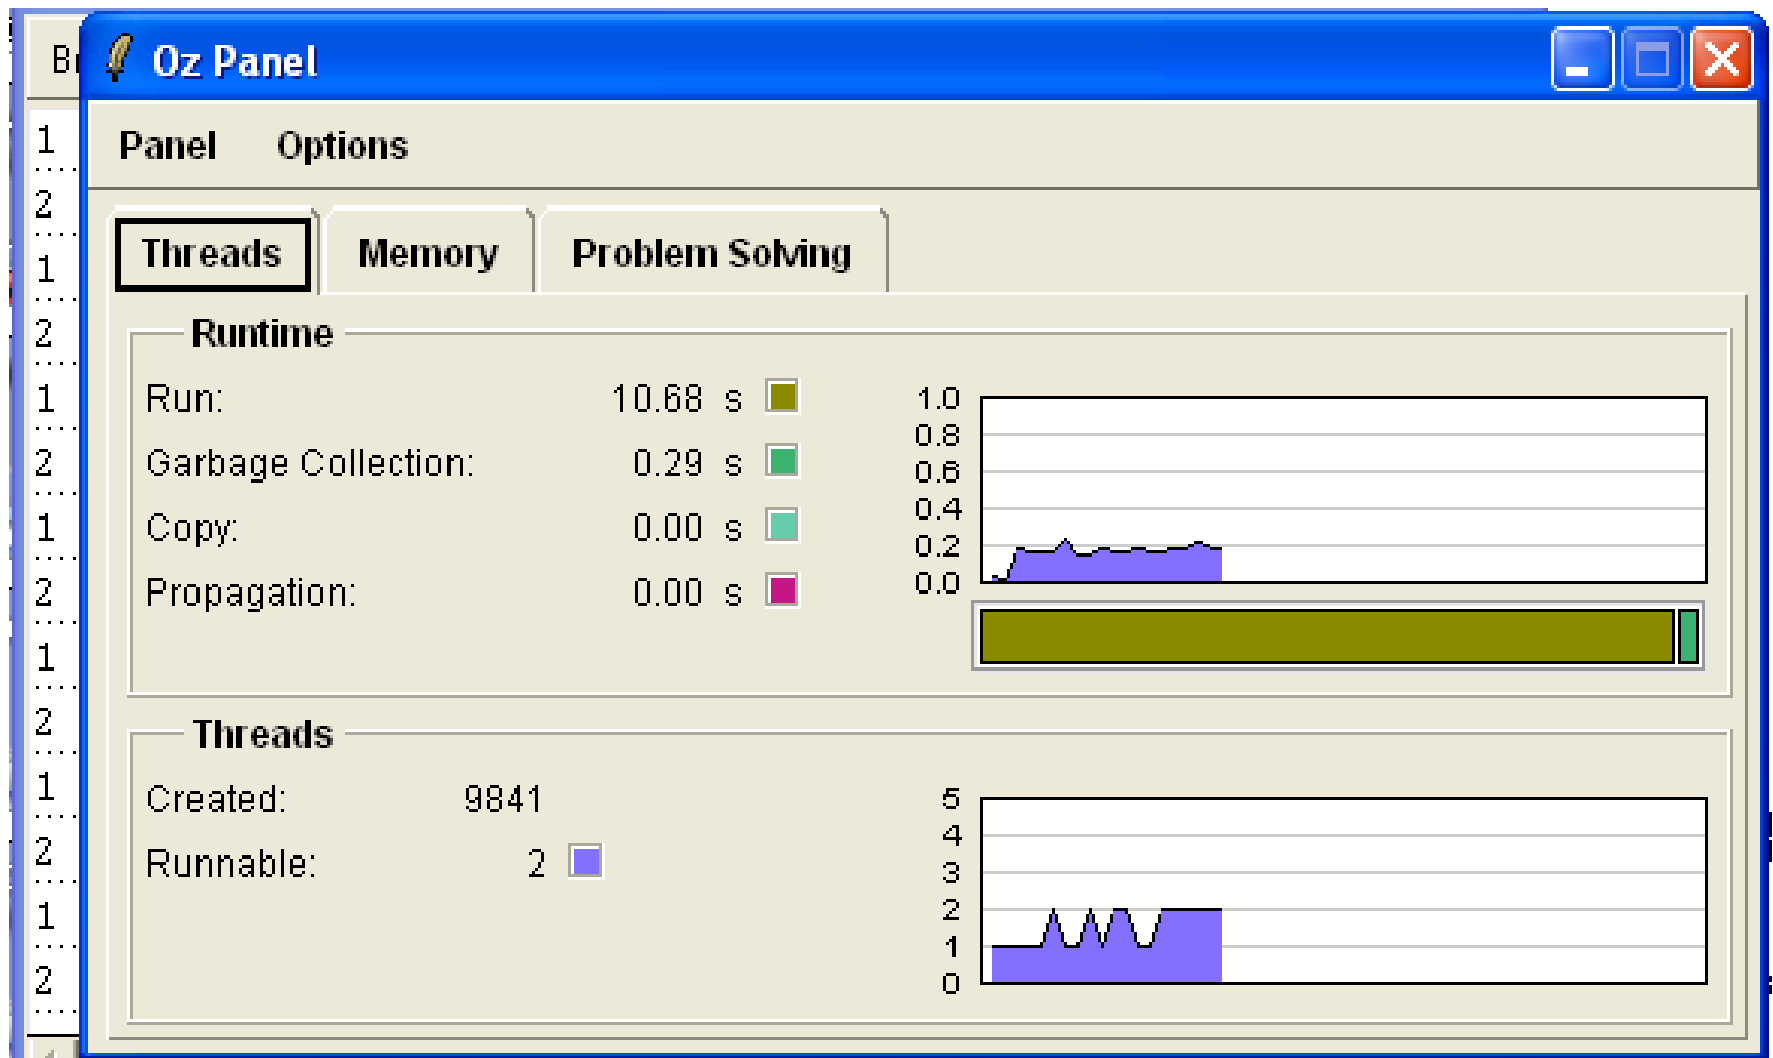 Oz Panel
Panel Options
Threads Memory Problem Solving
Runtime
Run: 10.68 s
Garbage Collection: 0.29 s
Copy: 0.00 s
Propagation: 0.00 s
1.0
0.8
0.6
0.4
0.2
0.0
Threads
Created: 9841
Runnable: 2
5
4
3
2
1
0
1
2
1
2
1
2
1
2
1
2
1
2
1
2